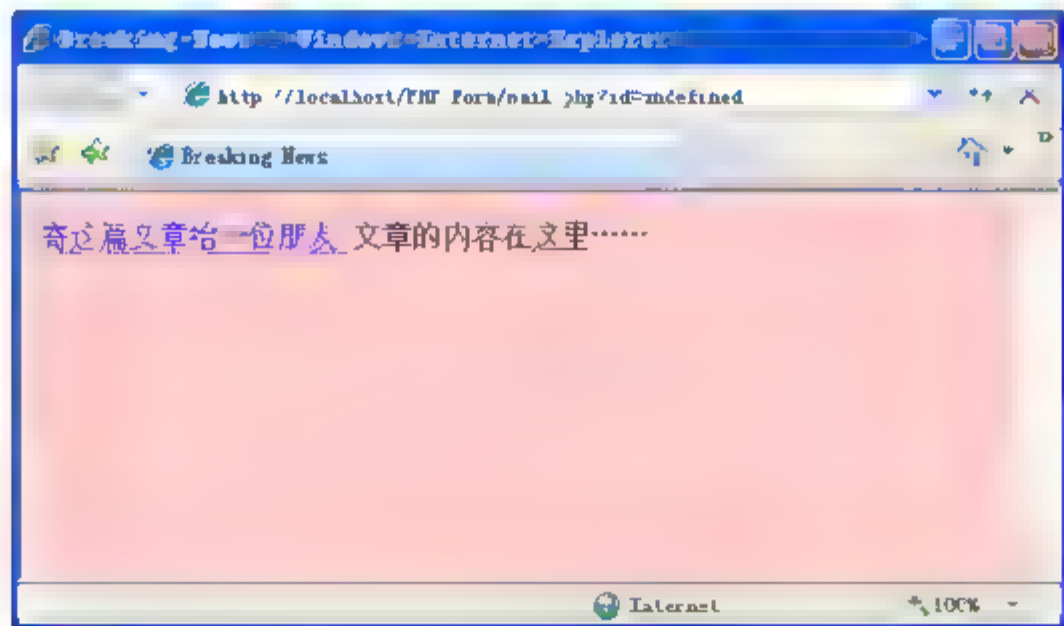 Breaking News - Windows Internet Explorer
http://localhost/PHP Form/mail.php?id=undefined
Breaking News
寄这篇文章给一位朋友 文章的内容在这里……
Internet
100%